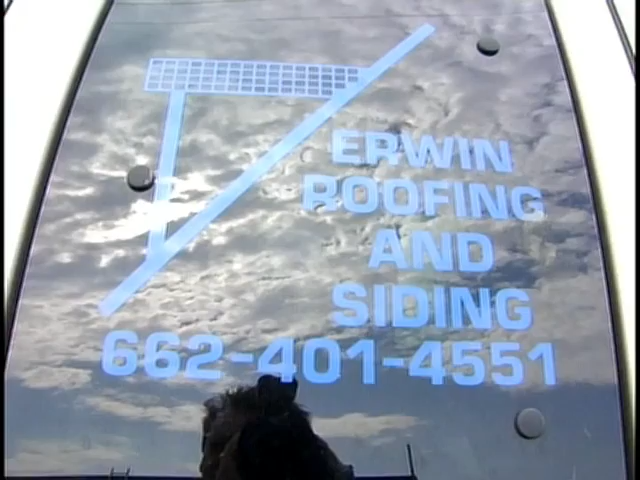 ERWIN
ROOFING
AND
SIDING
662-401-4551